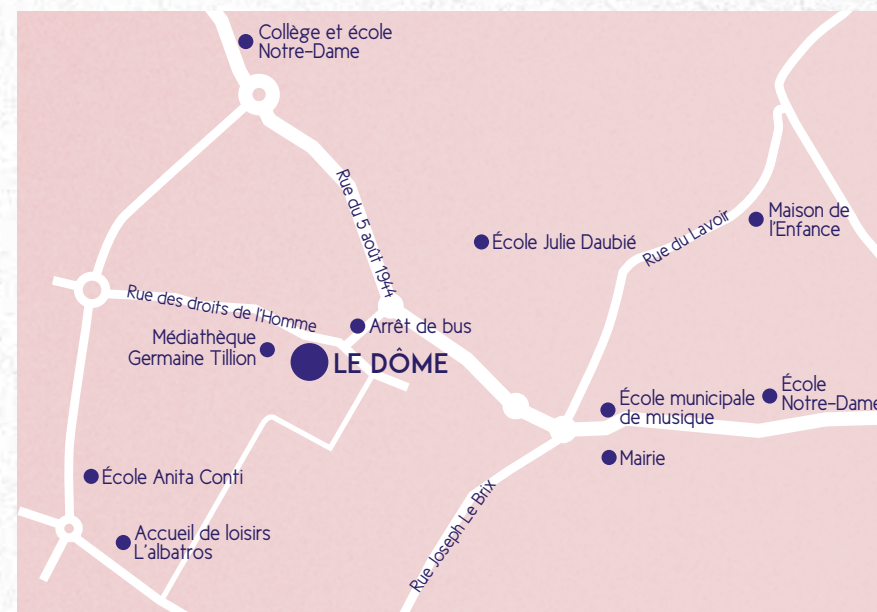 Collège et école
Notre-Dame
Rue du 5 août 1944
École Julie Daubié
Rue du Lavoir
Maison de
l'Enfance
Rue des droits de l'Homme
Arrêt de bus
Médiathèque
Germaine Tillion
LE DÔME
École municipale
de musique
École
Notre-Dame
Mairie
École Anita Conti
Rue Joseph Le Brix
Accueil de loisirs
L'albatros